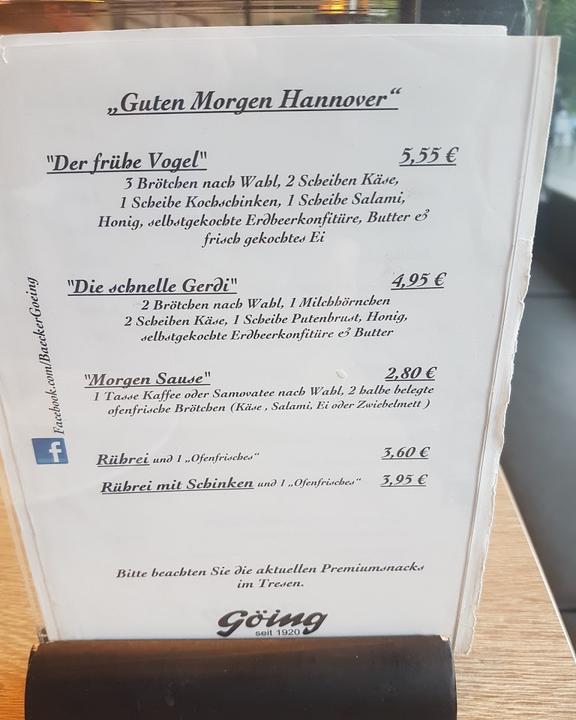 „Guten Morgen Hannover“
"Der frühe Vogel" 5,55 €
3 Brötchen nach Wahl, 2 Scheiben Käse,
1 Scheibe Kochschinken, 1 Scheibe Salami,
Honig, selbstgekochte Erdbeerkonfitüre, Butter &
frisch gekochtes Ei
"Die schnelle Gerdi" 4,95 €
2 Brötchen nach Wahl, 1 Milchhörnchen
2 Scheiben Käse, 1 Scheibe Putenbrust, Honig,
selbstgekochte Erdbeerkonfitüre & Butter
"Morgen Sause" 2,80 €
1 Tasse Kaffee oder Samovatee nach Wahl, 2 halbe belegte
ofenfrische Brötchen (Käse , Salami, Ei oder Zwiebelmett )
Rührei und 1 „Ofenfrisches“ 3,60 €
Rührei mit Schinken und 1 „Ofenfrisches“ 3,95 €
Bitte beachten Sie die aktuellen Premiumsnacks
im Tresen.
Göing
seit 1920
f Facebook.com/BaeckerGoeing